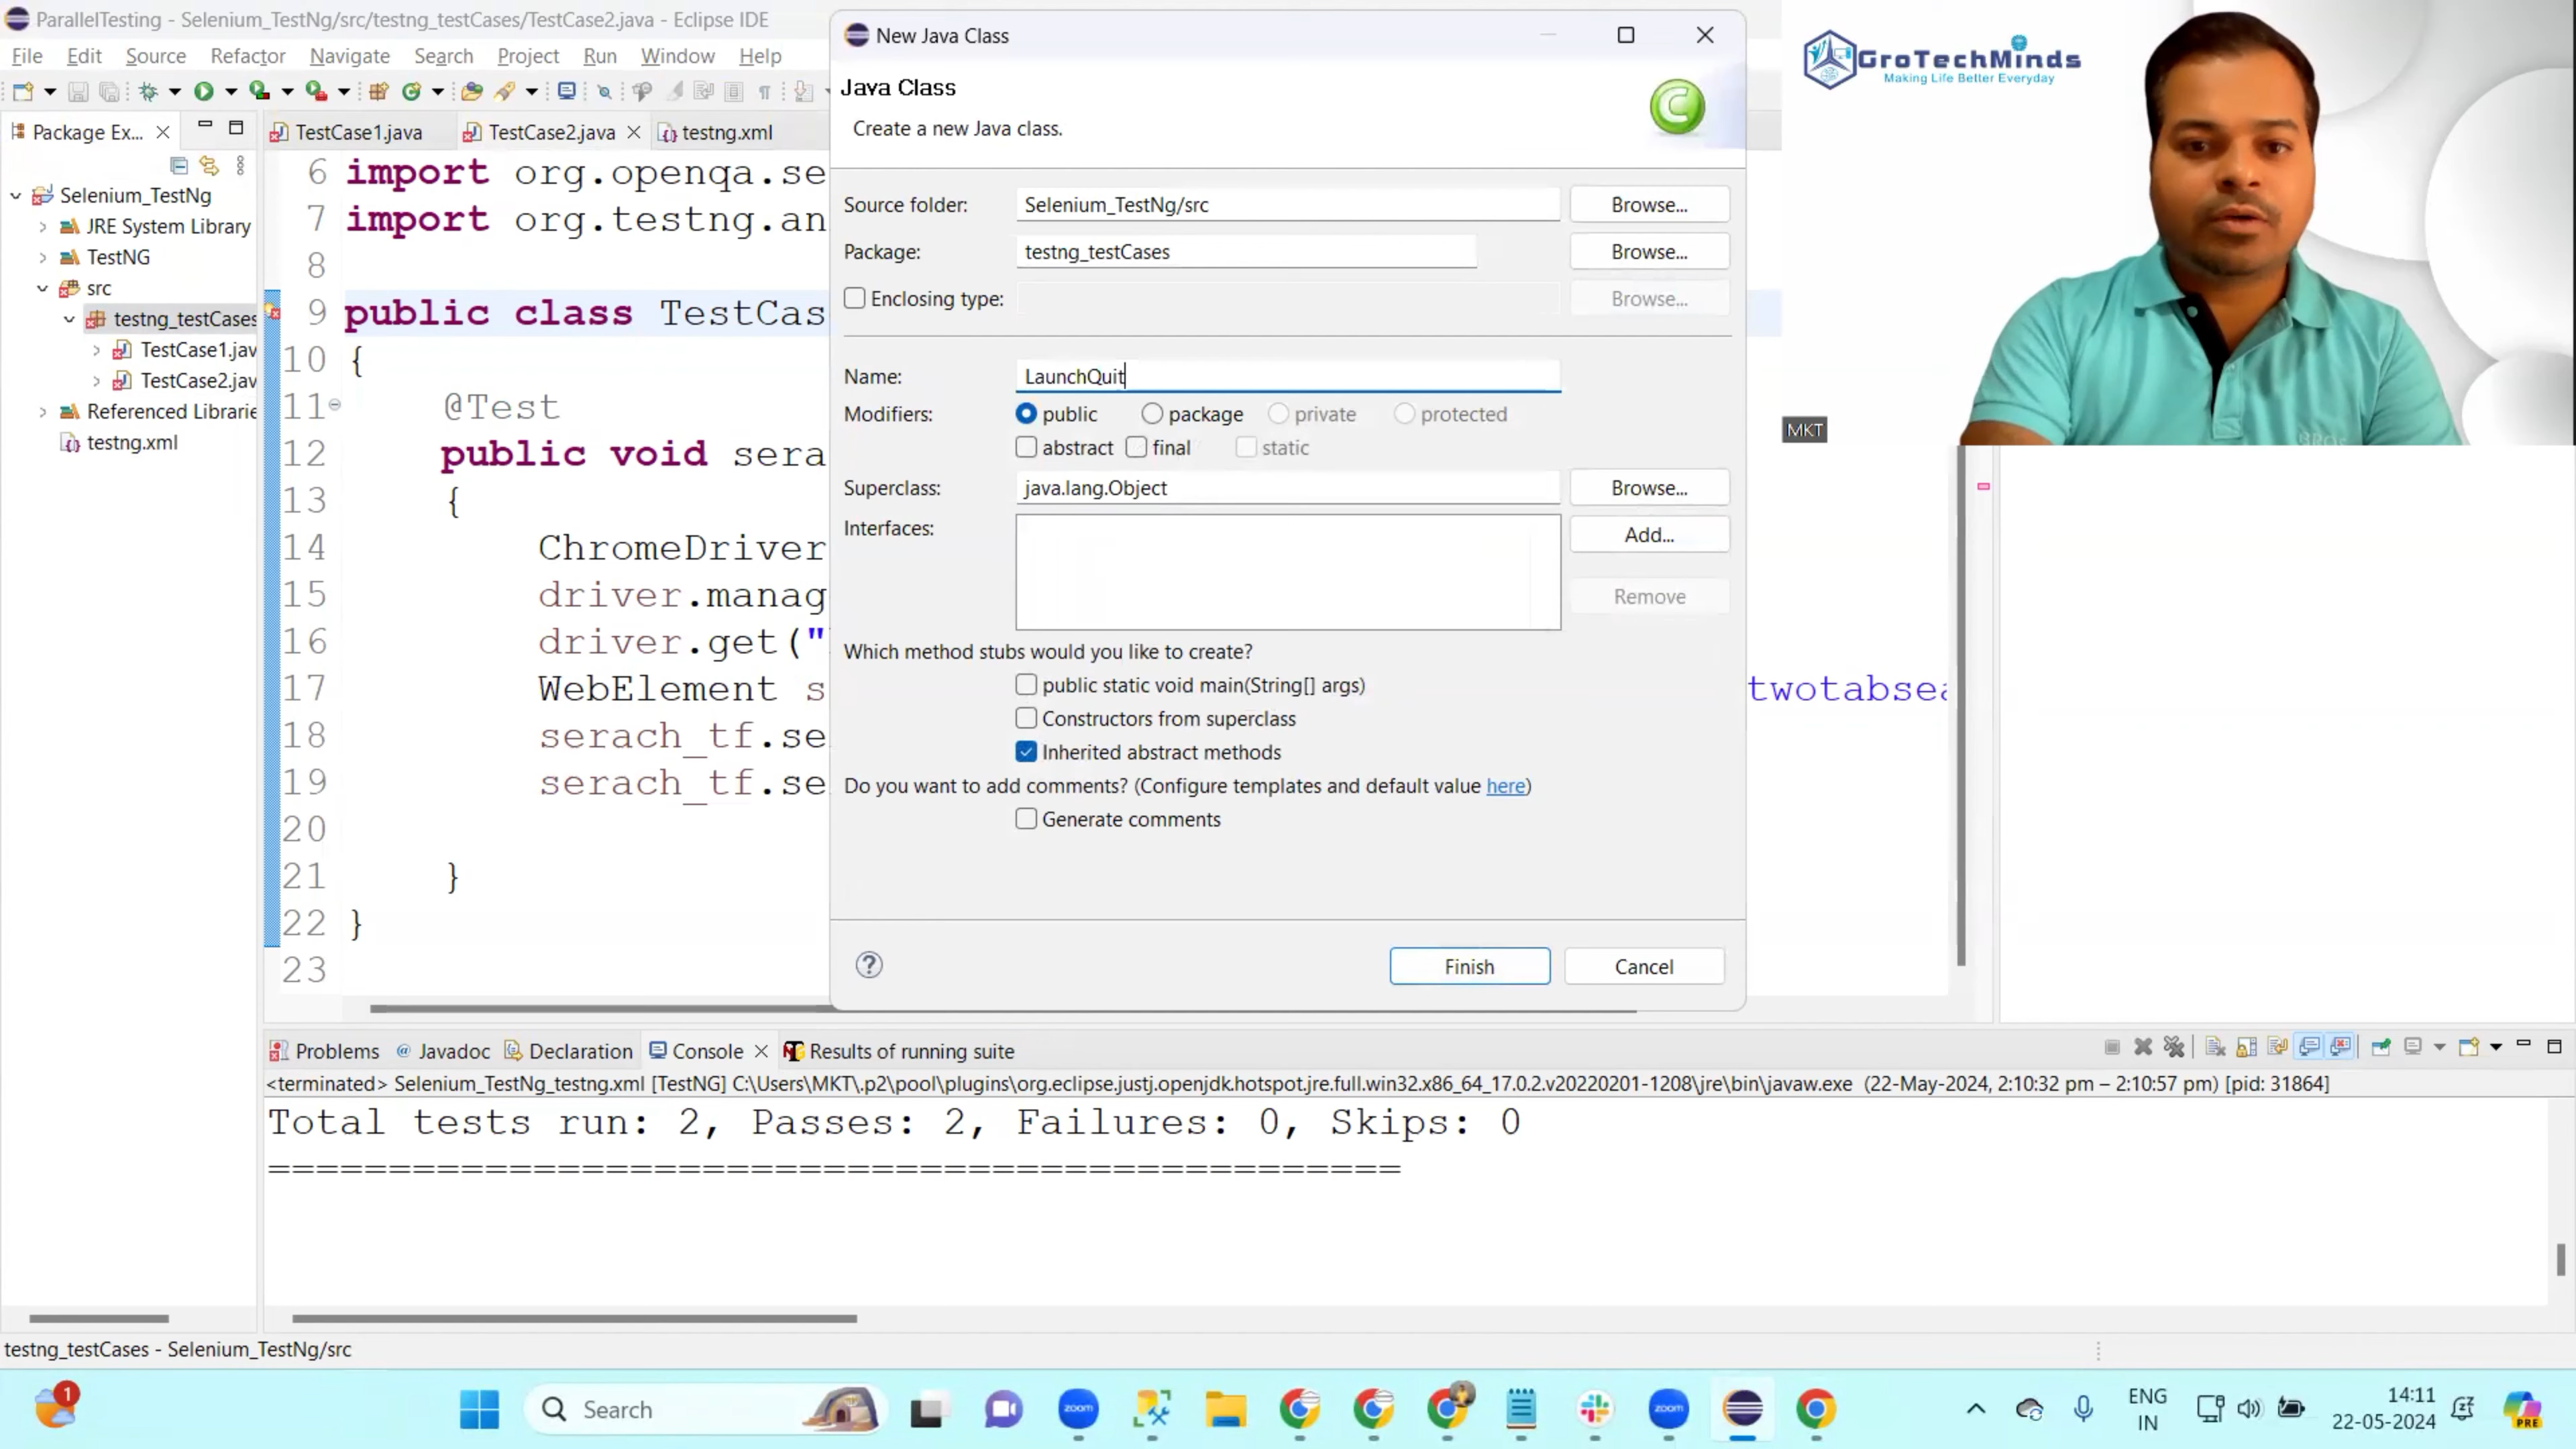 ParallelTesting - Selenium_TestNg/src/testng_testCases/TestCase2.java - Eclipse IDE
File Edit Source Refactor Navigate Search Project Run Window Help
Package Ex...
Selenium_TestNg
JRE System Library
TestNG
src
testng_testCases
TestCase1.jav
TestCase2.jav
Referenced Librarie
testng.xml
TestCase1.java TestCase2.java testng.xml
6 import org.openqa.se
7 import org.testng.an
8
9 public class TestCas
10 {
11 @Test
12 public void sera
13 {
14 ChromeDriver
15 driver.manag
16 driver.get("
17 WebElement s
18 serach_tf.se
19 serach_tf.se
20
21 }
22 }
23
twotabsea
New Java Class
Java Class
Create a new Java class.
Source folder: Selenium_TestNg/src Browse...
Package: testng_testCases Browse...
Enclosing type: Browse...
Name: LaunchQuit
Modifiers: public package private protected
abstract final static
Superclass: java.lang.Object Browse...
Interfaces: Add...
Remove
Which method stubs would you like to create?
public static void main(String[] args)
Constructors from superclass
Inherited abstract methods
Do you want to add comments? (Configure templates and default value here)
Generate comments
Finish Cancel
GroTechMinds
Making Life Better Everyday
MKT
Problems Javadoc Declaration Console Results of running suite
<terminated> Selenium_TestNg_testng.xml [TestNG] C:\Users\MKT\.p2\pool\plugins\org.eclipse.justj.openjdk.hotspot.jre.full.win32.x86_64_17.0.2.v20220201-1208\jre\bin\javaw.exe (22-May-2024, 2:10:32 pm – 2:10:57 pm) [pid: 31864]
Total tests run: 2, Passes: 2, Failures: 0, Skips: 0
===============================================
testng_testCases - Selenium_TestNg/src
1
Search
zoom
zoom
ENG
IN
14:11
22-05-2024
PRE